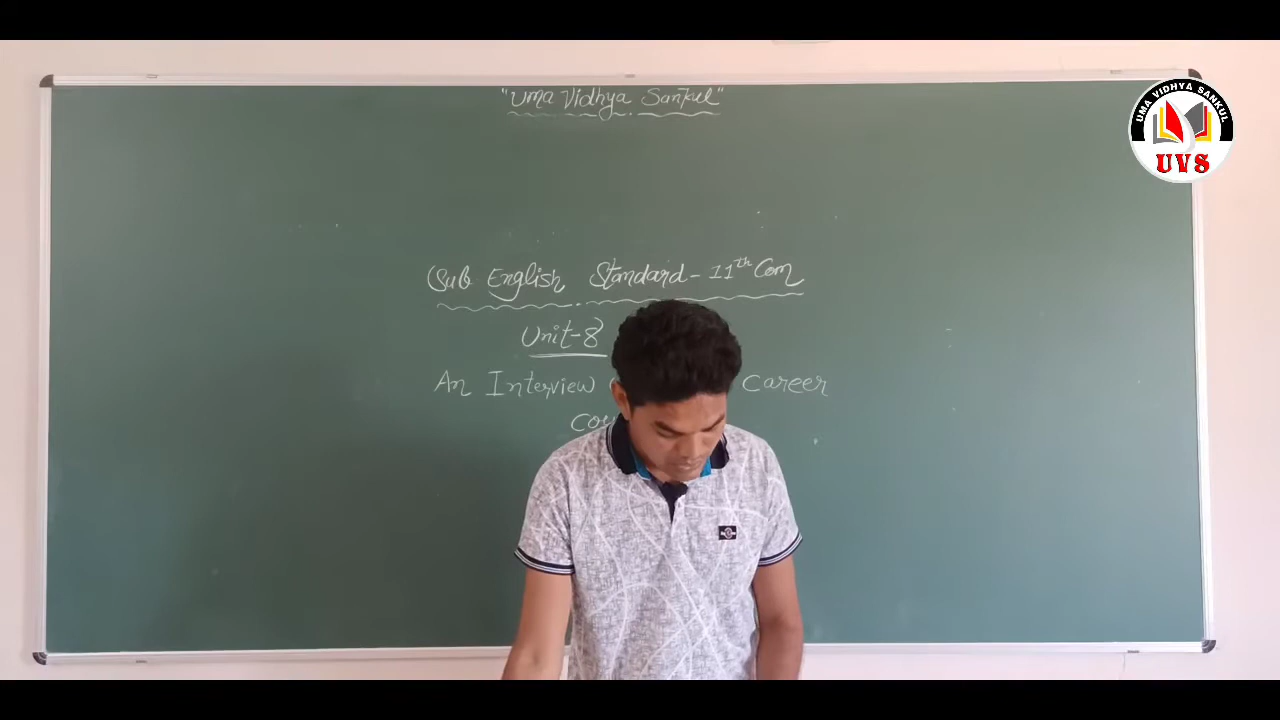 "Uma Vidhya Sankul"
UMA VIDHYA SANKUL
UVS
Sub English Standard - 11th Com
Unit-8
An Interview Career